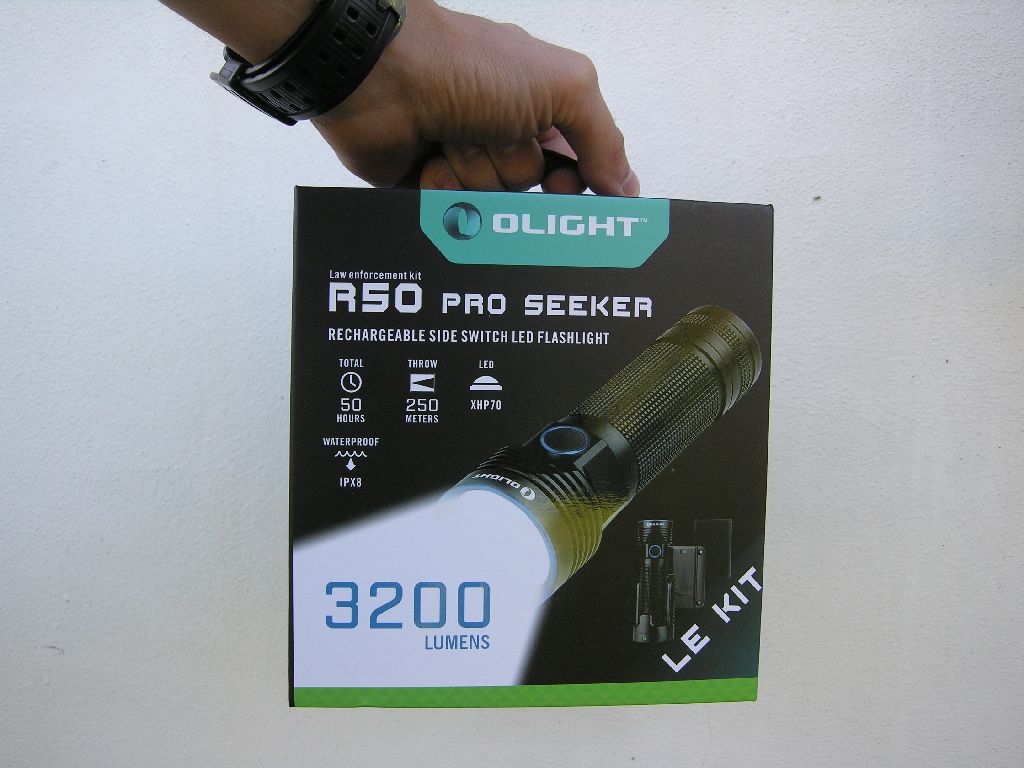 OLIGHT™
Law enforcement kit
R50 PRO SEEKER
RECHARGEABLE SIDE SWITCH LED FLASHLIGHT
TOTAL
50
HOURS
THROW
250
METERS
LED
XHP70
WATERPROOF
IPX8
OLIGHT
3200
LUMENS
OLIGHT
LE KIT